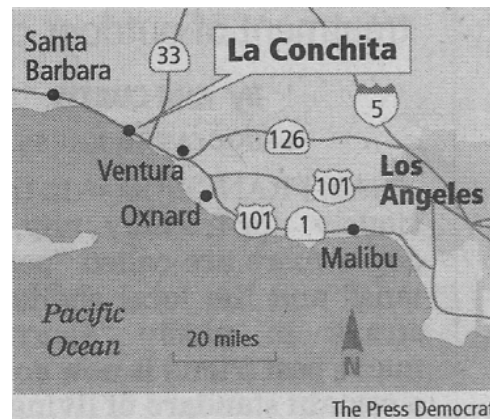 Santa
Barbara
33
La Conchita
5
126
Ventura
Los
Angeles
101
Oxnard
101
1
Malibu
Pacific
Ocean
20 miles
N
The Press Democrat